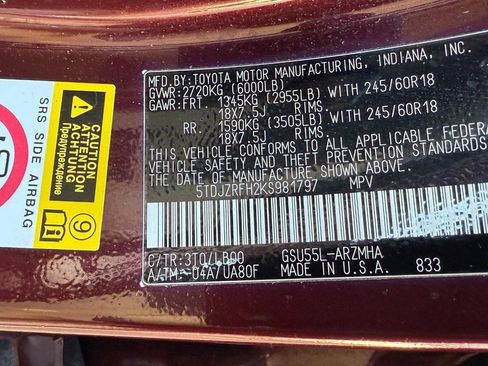 MFD.BY:TOYOTA MOTOR MANUFACTURING, INDIANA, INC.
GVWR:2720KG (6000LB)
GAWR:FRT. 1345KG (2955LB) WITH 245/60R18
18X7.5J RIMS.
RR. 1590KG (3505LB) WITH 245/60R18
18X7.5J RIMS.
THIS VEHICLE CONFORMS TO ALL APPLICABLE FEDERA
VEHICLE SAFETY AND THEFT PREVENTION STANDARDS
THE DATE OF MANUFACTURE SHOWN ABOVE.
5TDJZRFH2KS981797 MPV
C/TR:3T0/LB00 GSU55L-ARZMHA
A/TM:-04A/UA80F MADE IN U.S.A. 833
SRS SIDE AIRBAG
ATTENTION
ACHTUNG
Предупреждение